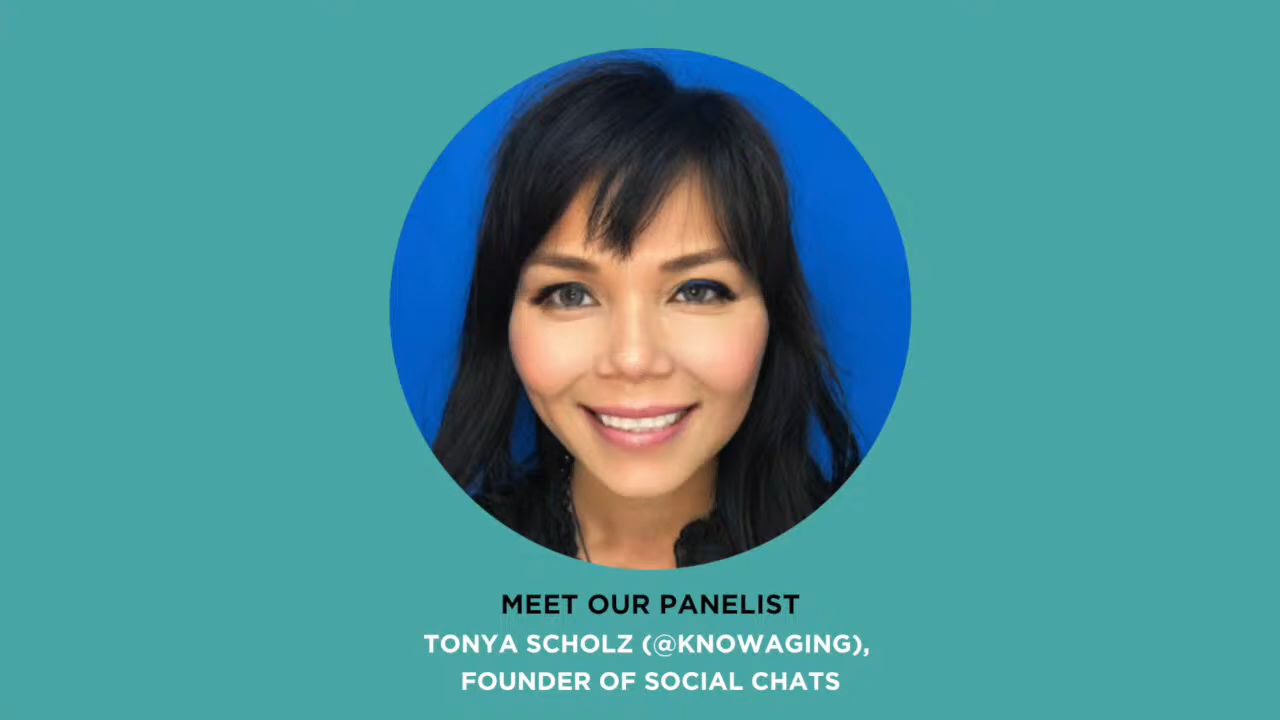 MEET OUR PANELIST
TONYA SCHOLZ (@KNOWAGING),
FOUNDER OF SOCIAL CHATS